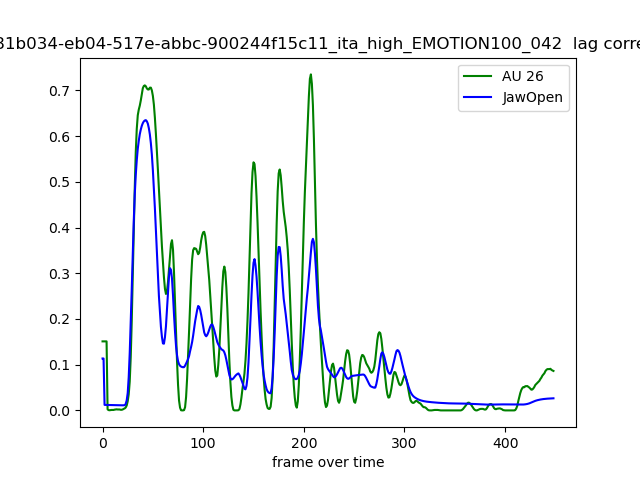 31b034-eb04-517e-abbc-900244f15c11_ita_high_EMOTION100_042 lag corre
AU 26
JawOpen
0.7
0.6
0.5
0.4
0.3
0.2
0.1
0.0
0 100 200 300 400
frame over time